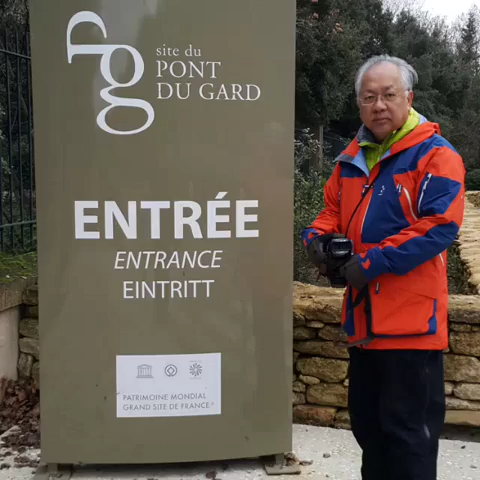 pg
site du
PONT
DU GARD
ENTRÉE
ENTRANCE
EINTRITT
PATRIMOINE MONDIAL
GRAND SITE DE FRANCE